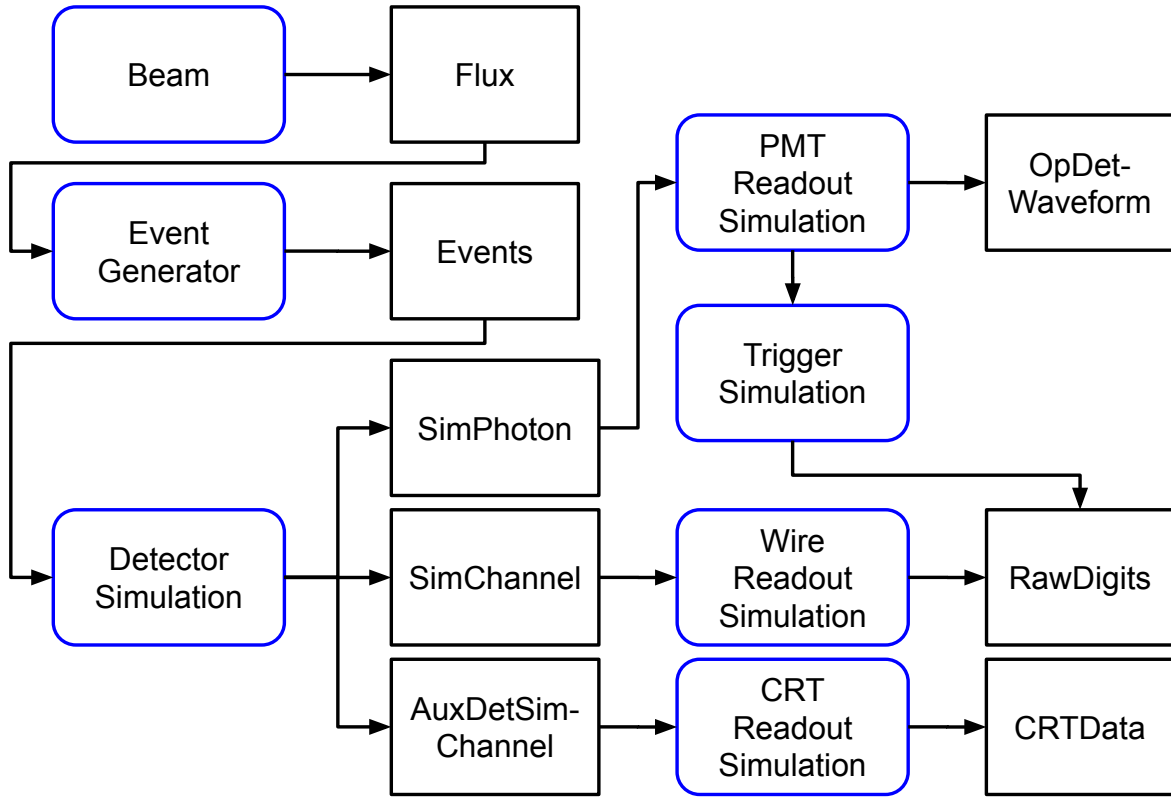 Beam
Flux
PMT
Readout
Simulation
OpDet-
Waveform
Event
Generator
Events
Trigger
Simulation
SimPhoton
Detector
Simulation
SimChannel
Wire
Readout
Simulation
RawDigits
AuxDetSim-
Channel
CRT
Readout
Simulation
CRTData